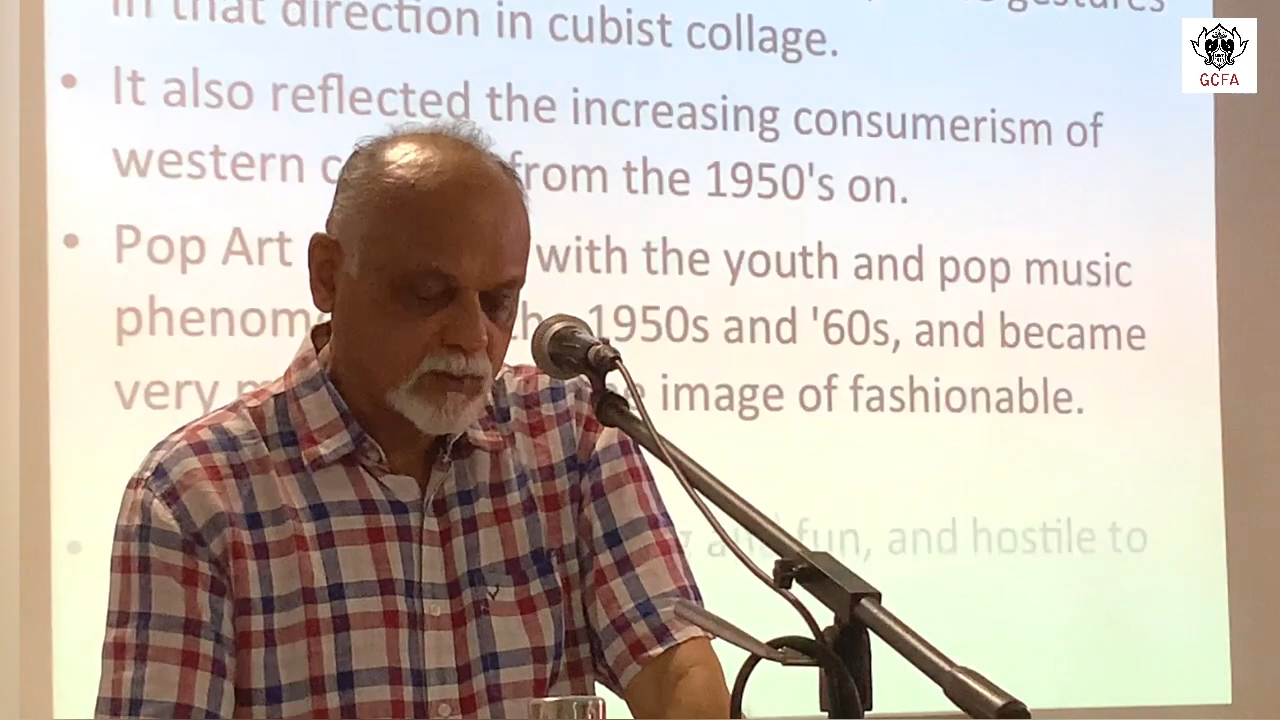 in that direction in cubist collage.
It also reflected the increasing consumerism of
western from the 1950's on.
Pop Art with the youth and pop music
1950s and '60s, and became
very image of fashionable.
fun, and hostile to
GCFA